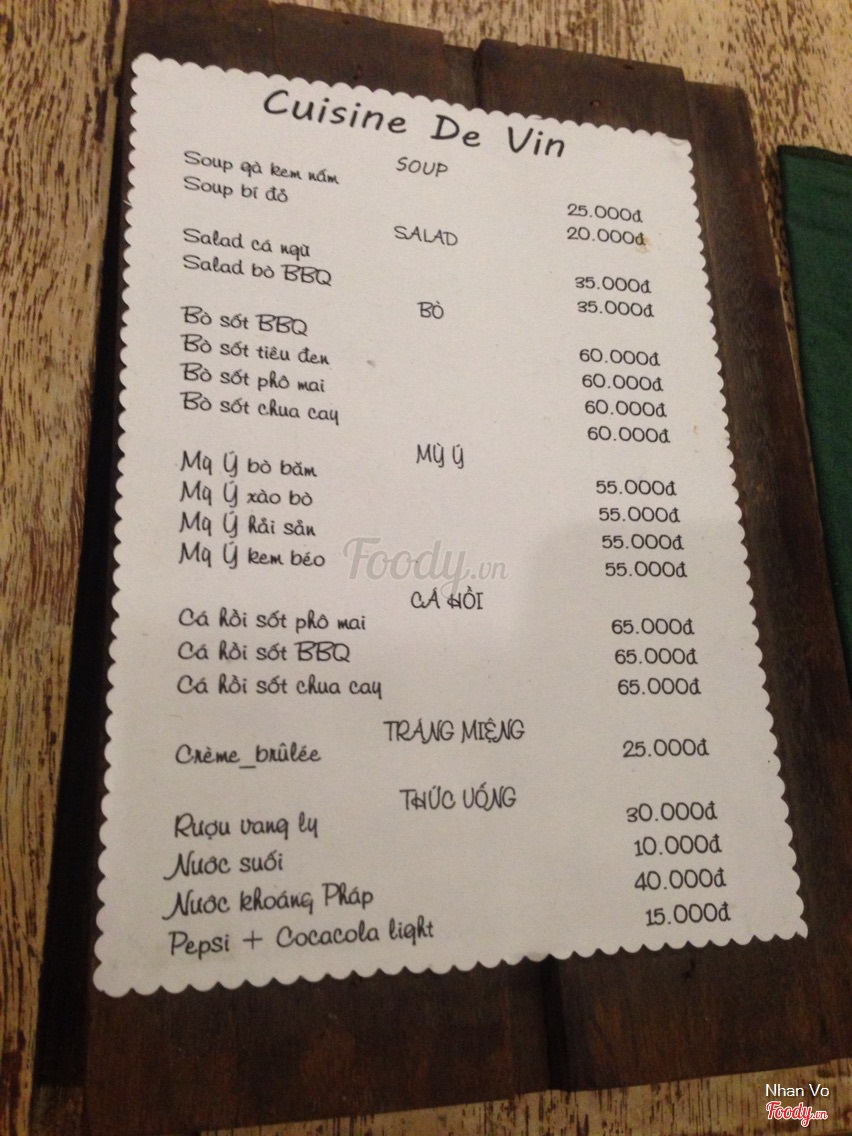 Cuisine De Vin
SOUP
Soup gà kem nấm 25.000đ
Soup bí đỏ 20.000đ
SALAD
Salad cá ngừ 35.000đ
Salad bò BBQ 35.000đ
BÒ
Bò sốt BBQ 60.000đ
Bò sốt tiêu đen 60.000đ
Bò sốt phô mai 60.000đ
Bò sốt chua cay 60.000đ
MỲ Ý
Mỳ Ý bò bằm 55.000đ
Mỳ Ý xào bò 55.000đ
Mỳ Ý hải sản 55.000đ
Mỳ Ý kem béo 55.000đ
Foody.vn
CÁ HỒI
Cá hồi sốt phô mai 65.000đ
Cá hồi sốt BBQ 65.000đ
Cá hồi sốt chua cay 65.000đ
TRÁNG MIỆNG
Crème_brûlée 25.000đ
THỨC UỐNG
Rượu vang ly 30.000đ
Nước suối 10.000đ
Nước khoáng Pháp 40.000đ
Pepsi + Cocacola light 15.000đ
Nhan Vo
Foody.vn